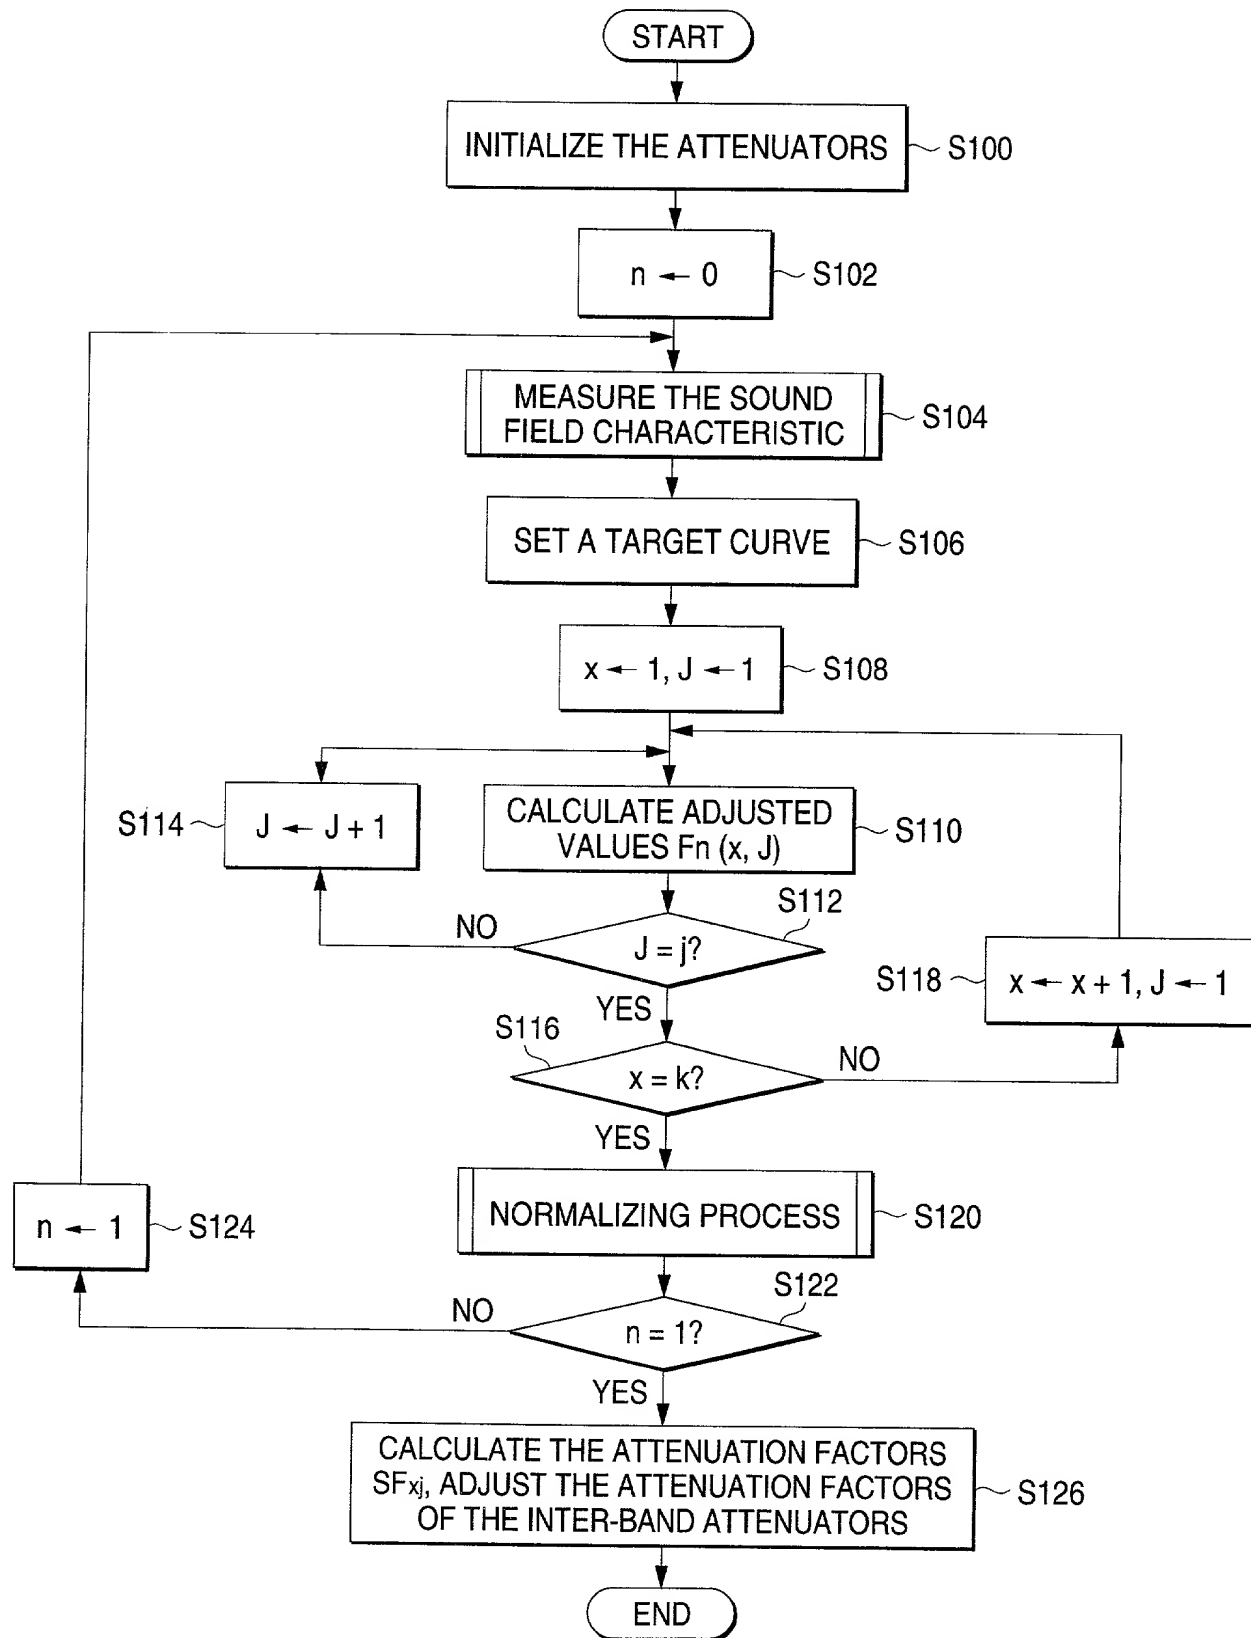 START
INITIALIZE THE ATTENUATORS
S100
n ← 0
S102
MEASURE THE SOUND
FIELD CHARACTERISTIC
S104
SET A TARGET CURVE
S106
x ← 1, J ← 1
S108
S114
J ← J + 1
CALCULATE ADJUSTED
VALUES Fn (x, J)
S110
S112
NO
J = j?
YES
S118
x ← x + 1, J ← 1
S116
x = k?
NO
YES
NORMALIZING PROCESS
S120
n ← 1
S124
S122
NO
n = 1?
YES
CALCULATE THE ATTENUATION FACTORS
SFxj, ADJUST THE ATTENUATION FACTORS
OF THE INTER-BAND ATTENUATORS
S126
END